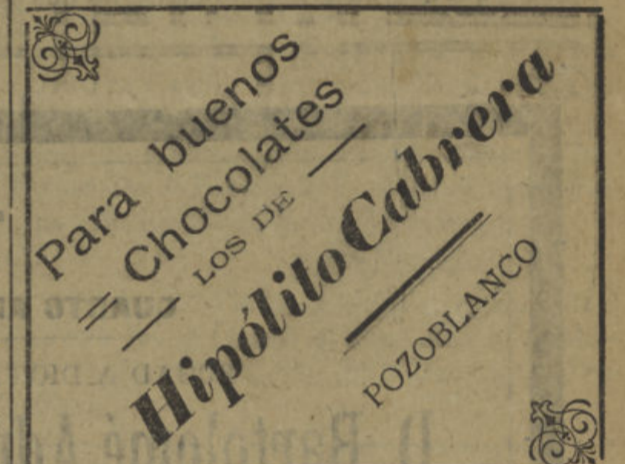 Para buenos
Chocolates
LOS DE
Hipólito Cabrera
POZOBLANCO